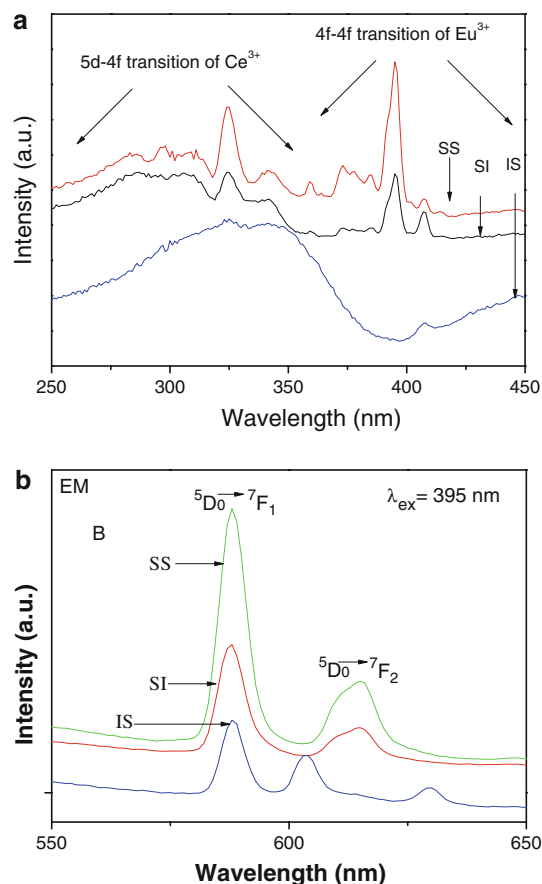 a
5d-4f transition of Ce³⁺
4f-4f transition of Eu³⁺
SS
SI
IS
Intensity (a.u.)
250 300 350 400 450
Wavelength (nm)
b
EM
⁵D₀ → ⁷F₁
λex = 395 nm
B
SS
⁵D₀ → ⁷F₂
SI
IS
Intensity (a.u.)
550 600 650
Wavelength (nm)